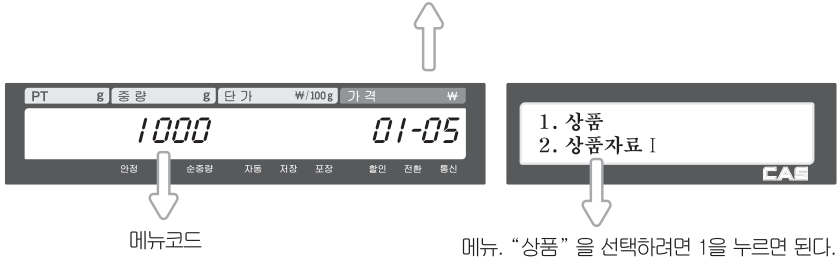 PT g 중 량 g 단 가 ₩/100 g 가 격 ₩
1000 01-05
안정 순중량 자동 저장 포장 할인 전환 통신
1. 상품
2. 상품자료 I
CAS
메뉴코드
메뉴. “상품” 을 선택하려면 1을 누르면 된다.